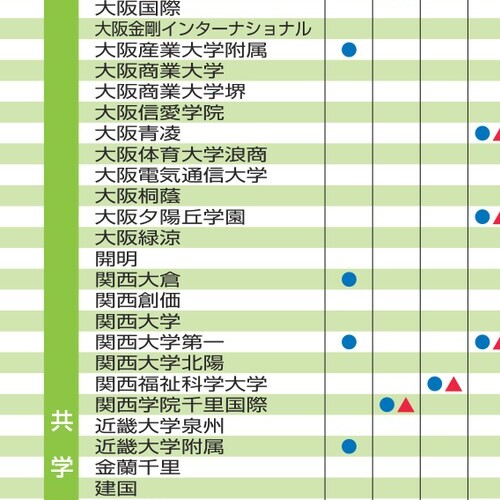 大阪国際
大阪金剛インターナショナル
大阪産業大学附属
大阪商業大学
大阪商業大学堺
大阪信愛学院
大阪青凌
大阪体育大学浪商
大阪電気通信大学
大阪桐蔭
大阪夕陽丘学園
大阪緑涼
開明
関西大倉
関西創価
関西大学
関西大学第一
関西大学北陽
関西福祉科学大学
関西学院千里国際
近畿大学泉州
近畿大学附属
金蘭千里
建国
共学